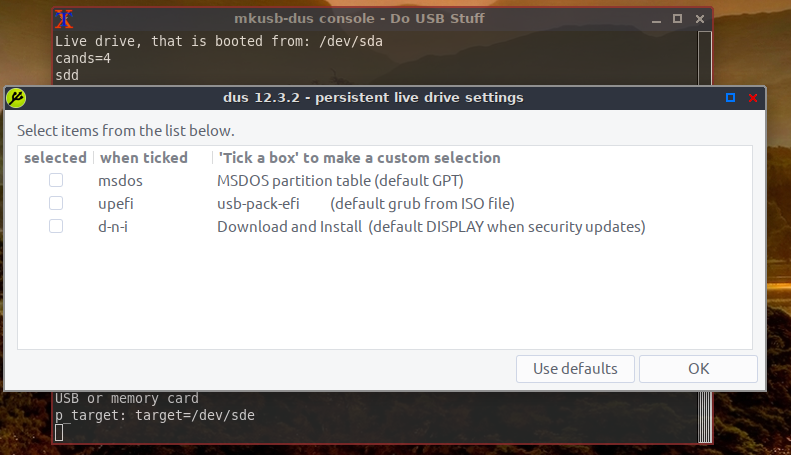 mkusb-dus console - Do USB Stuff
Live drive, that is booted from: /dev/sda
cands=4
sdd
dus 12.3.2 - persistent live drive settings
Select items from the list below.
selected when ticked 'Tick a box' to make a custom selection
msdos MSDOS partition table (default GPT)
upefi usb-pack-efi (default grub from ISO file)
d-n-i Download and Install (default DISPLAY when security updates)
Use defaults OK
USB or memory card
p_target: target=/dev/sde